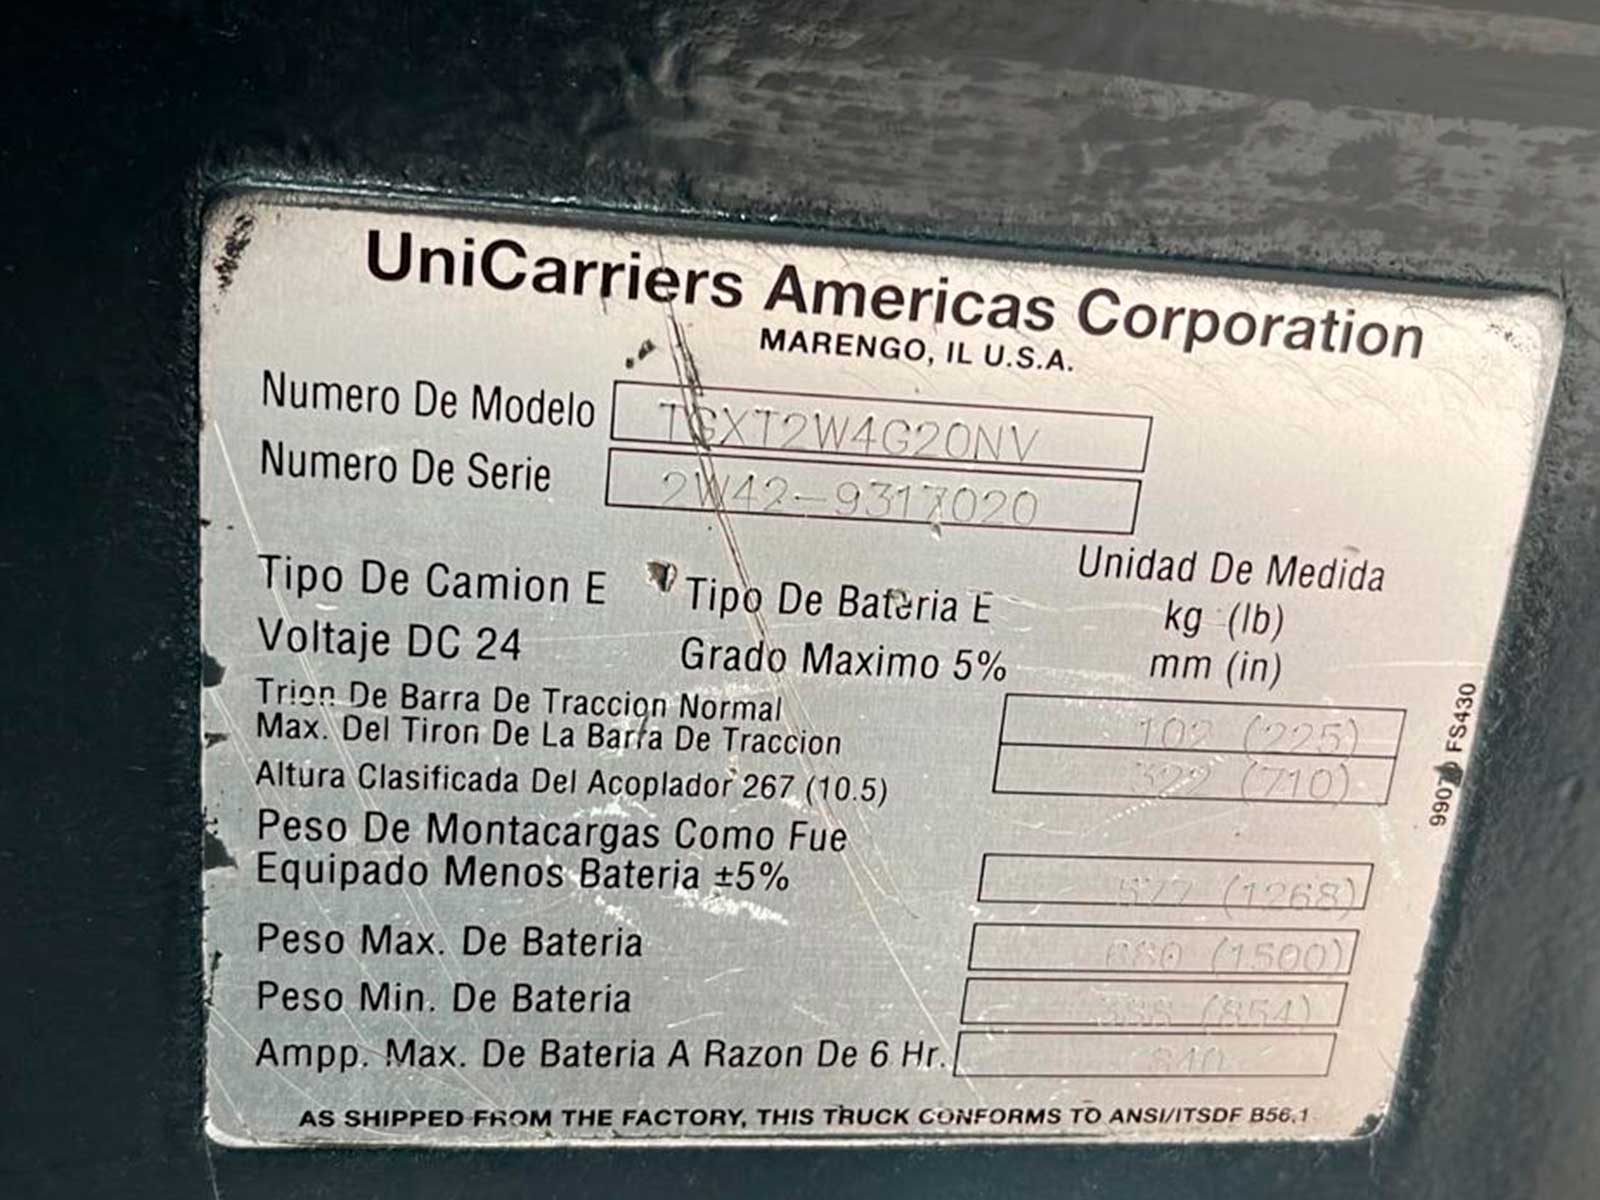 UniCarriers Americas Corporation
MARENGO, IL U.S.A.
Numero De Modelo TGXT2W4G20NV
Numero De Serie 2W42-9317020
Tipo De Camion E Tipo De Bateria E Unidad De Medida
Voltaje DC 24 Grado Maximo 5% kg (lb)
mm (in)
Trion De Barra De Traccion Normal 102 (225)
Max. Del Tiron De La Barra De Traccion 322 (710)
Altura Clasificada Del Acoplador 267 (10.5)
Peso De Montacargas Como Fue
Equipado Menos Bateria ±5% 577 (1268)
Peso Max. De Bateria 680 (1500)
Peso Min. De Bateria 388 (854)
Ampp. Max. De Bateria A Razon De 6 Hr. 840
AS SHIPPED FROM THE FACTORY, THIS TRUCK CONFORMS TO ANSI/ITSDF B56.1
FS430